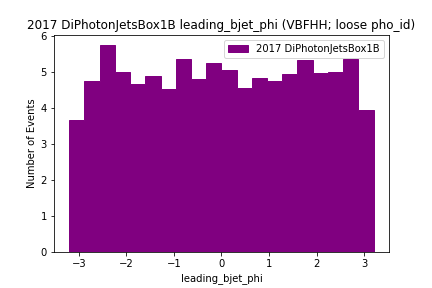 2017 DiPhotonJetsBox1B leading_bjet_phi (VBFHH; loose pho_id)
2017 DiPhotonJetsBox1B
Number of Events
6
5
4
3
2
1
0
−3 −2 −1 0 1 2 3
leading_bjet_phi